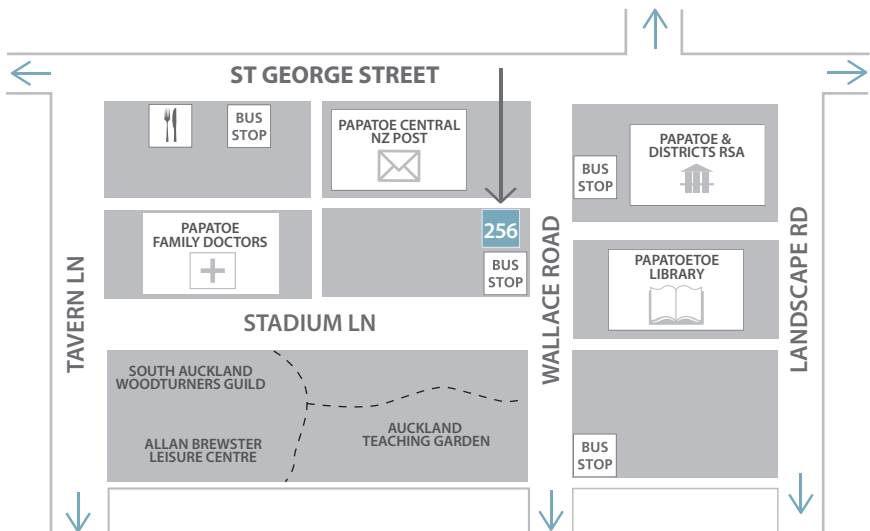 ST GEORGE STREET
BUS
STOP
PAPATOE CENTRAL
NZ POST
PAPATOE &
DISTRICTS RSA
BUS
STOP
256
PAPATOE
FAMILY DOCTORS
BUS
STOP
PAPATOETOE
LIBRARY
TAVERN LN
STADIUM LN
WALLACE ROAD
LANDSCAPE RD
SOUTH AUCKLAND
WOODTURNERS GUILD
ALLAN BREWSTER
LEISURE CENTRE
AUCKLAND
TEACHING GARDEN
BUS
STOP